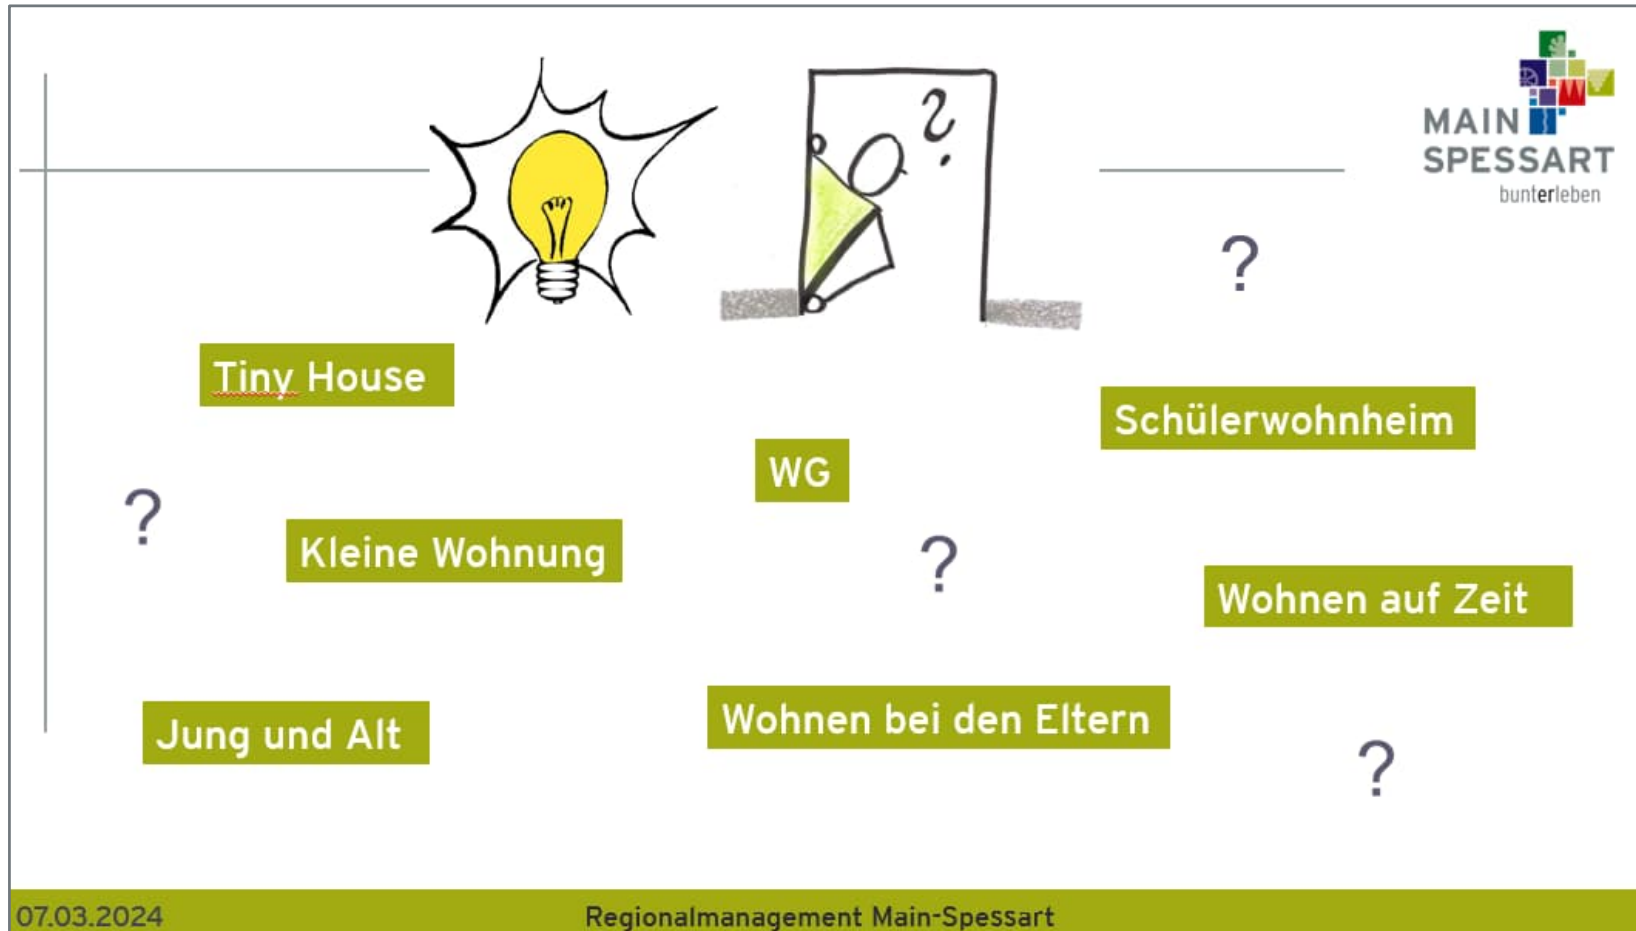 ?
MAIN
SPESSART
bunterleben
?
Tiny House
Schülerwohnheim
WG
?
Kleine Wohnung
?
Wohnen auf Zeit
Jung und Alt
Wohnen bei den Eltern
?
07.03.2024
Regionalmanagement Main-Spessart